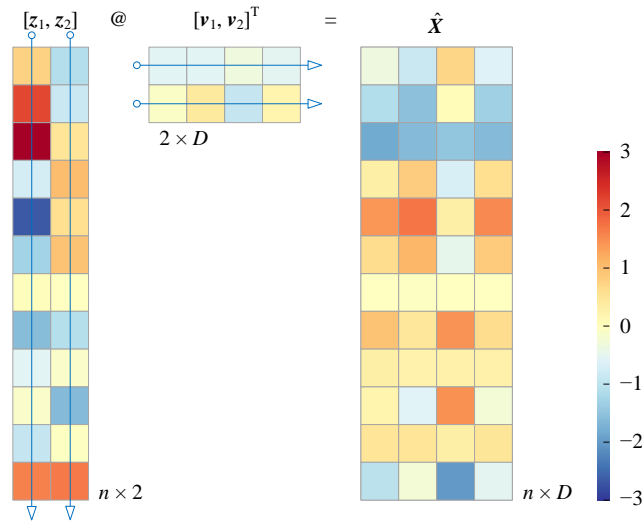 [z₁, z₂] @ [v₁, v₂]ᵀ = X̂
2 × D
3
2
1
0
−1
−2
−3
n × 2
n × D